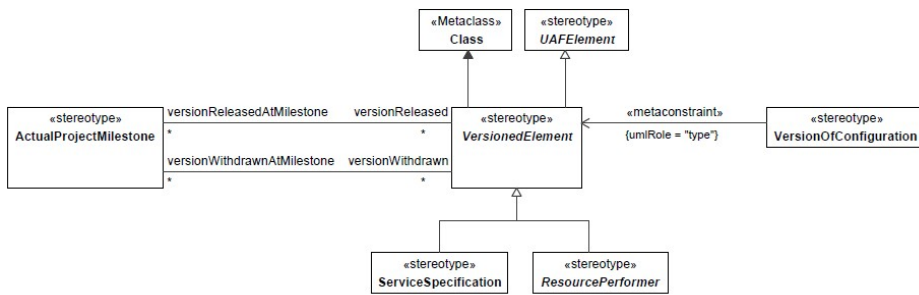 «Metaclass»
Class
«stereotype»
UAFElement
«stereotype»
ActualProjectMilestone
versionReleasedAtMilestone
versionReleased
*
*
versionWithdrawnAtMilestone
versionWithdrawn
*
*
«stereotype»
VersionedElement
«metaconstraint»
{umlRole = "type"}
«stereotype»
VersionOfConfiguration
«stereotype»
ServiceSpecification
«stereotype»
ResourcePerformer